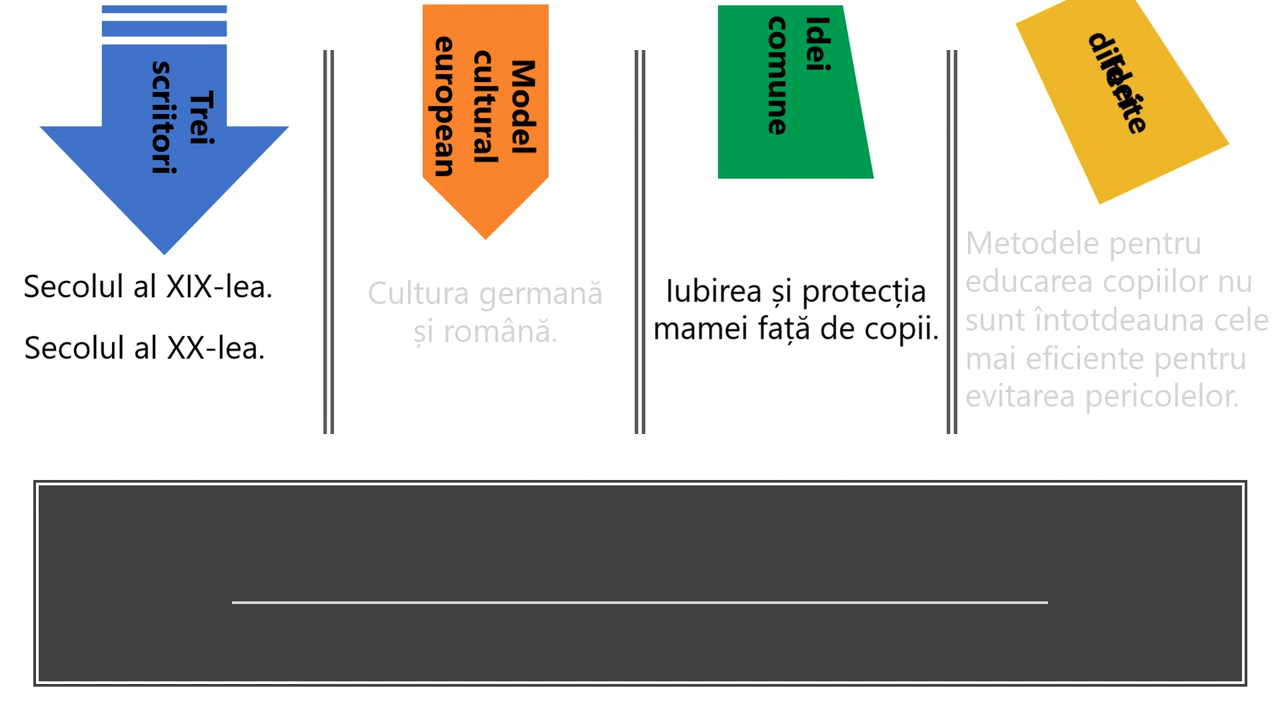 Trei
scriitori
Secolul al XIX-lea.
Secolul al XX-lea.
Model
cultural
european
Cultura germană
și română.
Idei
comune
Iubirea și protecția
mamei față de copii.
Idei
diferite
Metodele pentru
educarea copiilor nu
sunt întotdeauna cele
mai eficiente pentru
evitarea pericolelor.